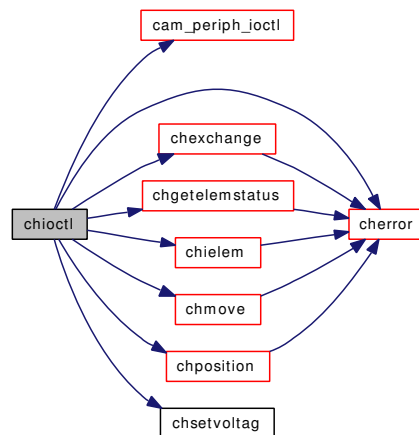 cam_periph_ioctl
chexchange
chgetelemstatus
chioctl
cherror
chielem
chmove
chposition
chsetvoltag